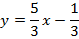 y = 5/3 x − 1/3